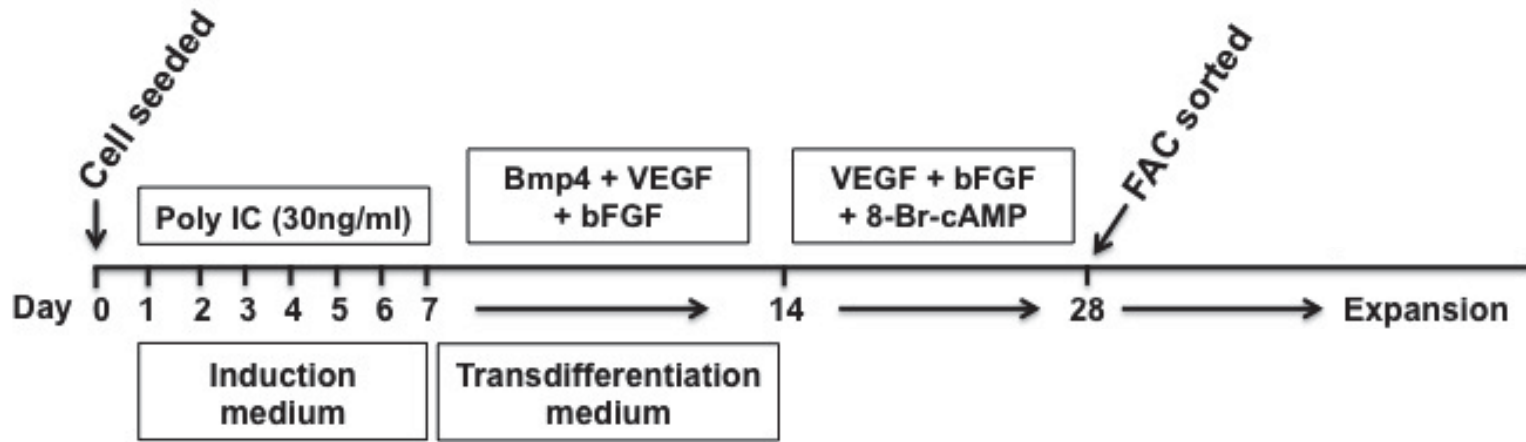 Cell seeded
FAC sorted
Poly IC (30ng/ml)
Bmp4 + VEGF
+ bFGF
VEGF + bFGF
+ 8-Br-cAMP
Day 0 1 2 3 4 5 6 7 14 28 Expansion
Induction
medium
Transdifferentiation
medium